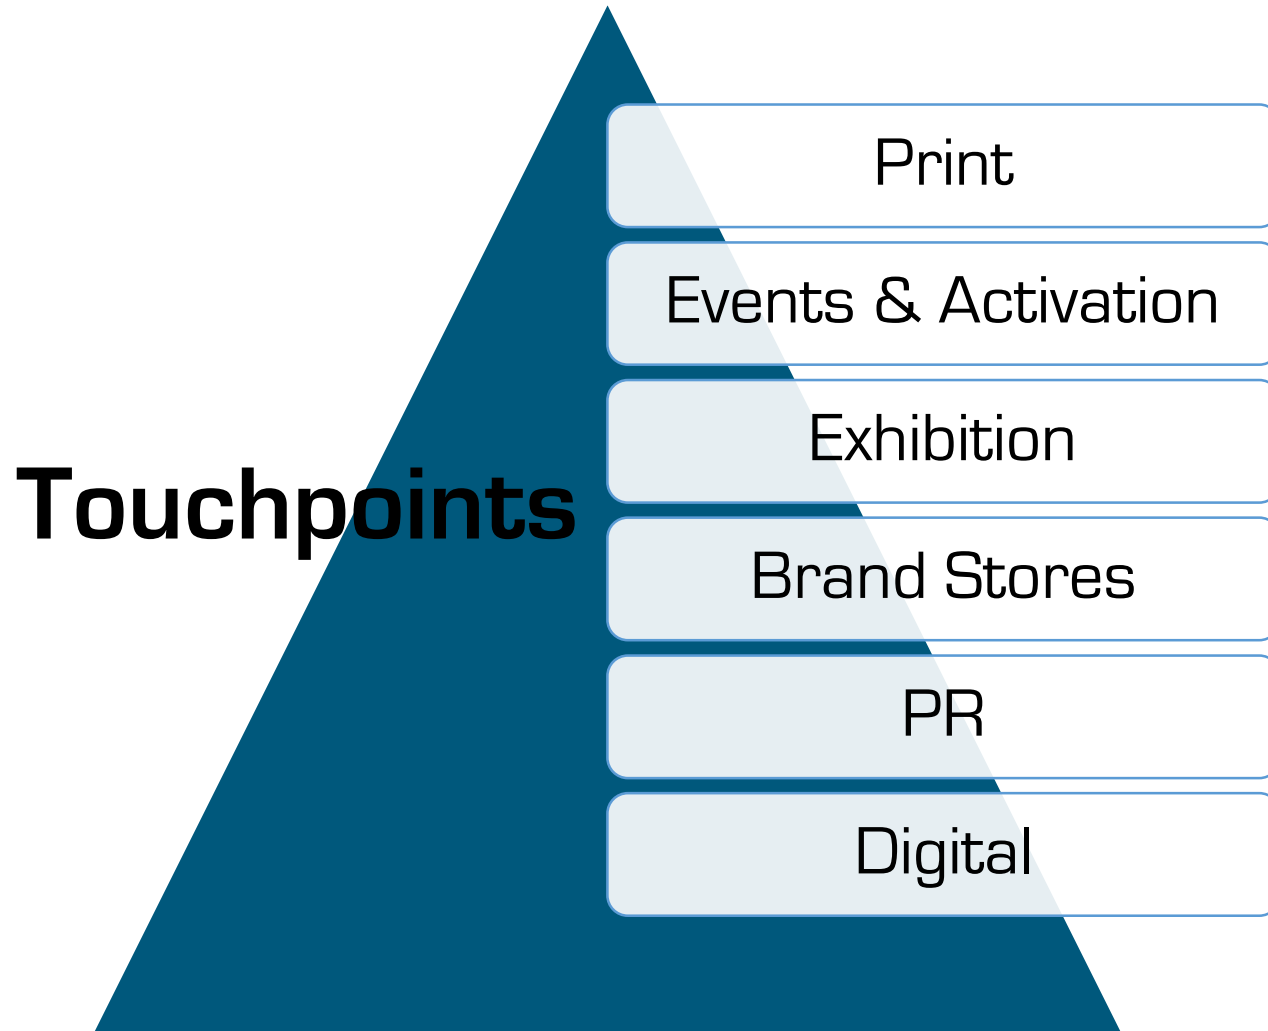 Print
Events & Activation
Exhibition
Touchpoints
Brand Stores
PR
Digital